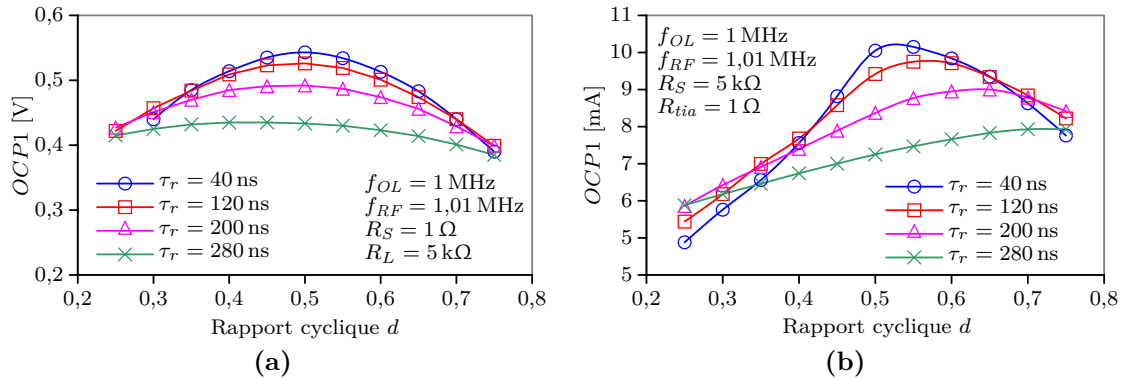 0,6
0,5
0,4
0,3
0,2
OCP1 [V]
τr = 40 ns
τr = 120 ns
τr = 200 ns
τr = 280 ns
fOL = 1 MHz
fRF = 1,01 MHz
RS = 1 Ω
RL = 5 kΩ
0,2 0,3 0,4 0,5 0,6 0,7 0,8
Rapport cyclique d
(a)
11
10
9
8
7
6
5
OCP1 [mA]
fOL = 1 MHz
fRF = 1,01 MHz
RS = 5 kΩ
Rtia = 1 Ω
τr = 40 ns
τr = 120 ns
τr = 200 ns
τr = 280 ns
0,2 0,3 0,4 0,5 0,6 0,7 0,8
Rapport cyclique d
(b)